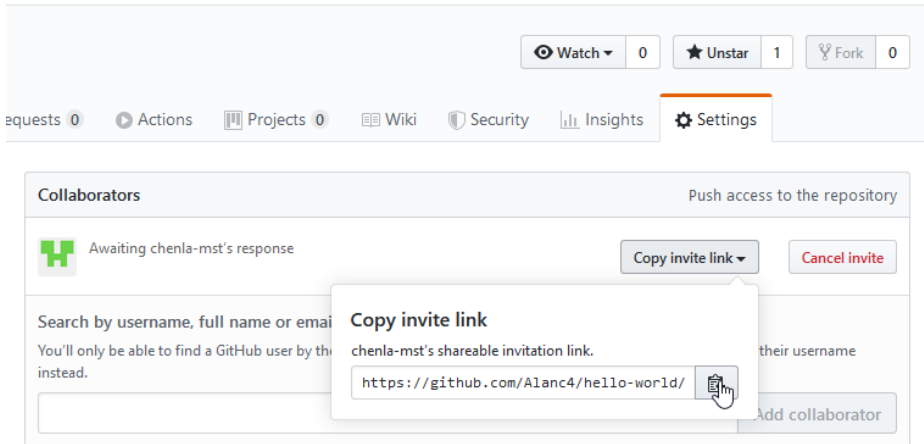 Watch 0 Unstar 1 Fork 0
equests 0 Actions Projects 0 Wiki Security Insights Settings
Collaborators Push access to the repository
Awaiting chenla-mst's response Copy invite link Cancel invite
Copy invite link
Search by username, full name or emai
chenla-mst's shareable invitation link.
You'll only be able to find a GitHub user by the their username
instead.
https://github.com/Alanc4/hello-world/
Add collaborator